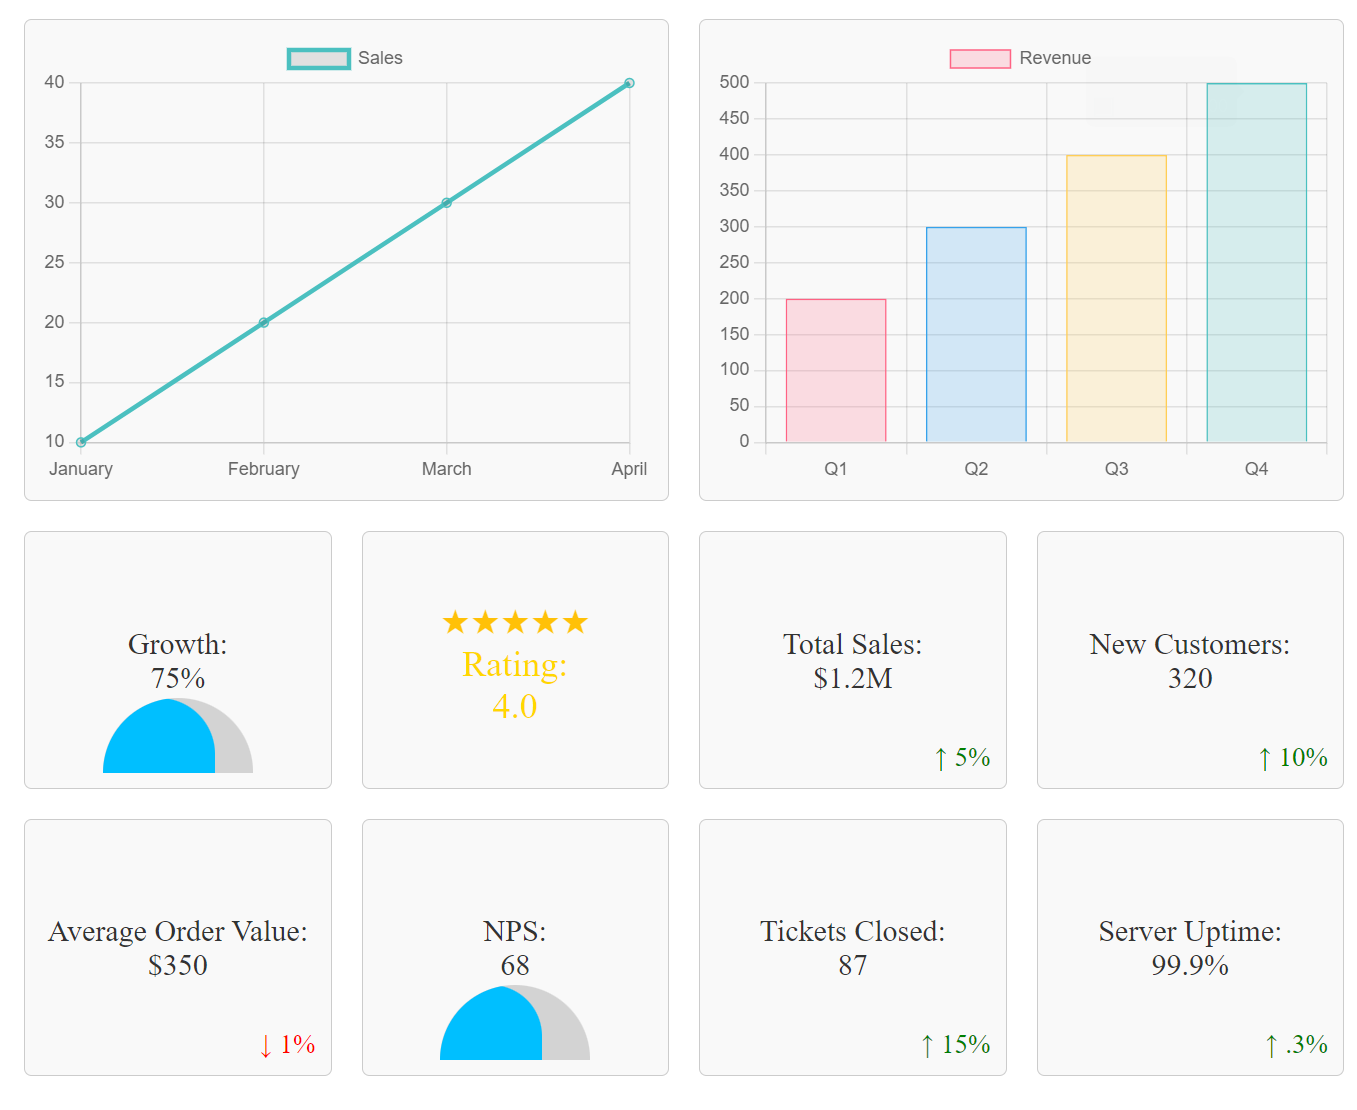 Sales
40
35
30
25
20
15
10
January February March April
Revenue
500
450
400
350
300
250
200
150
100
50
0
Q1 Q2 Q3 Q4
Growth:
75%
★★★★★
Rating:
4.0
Total Sales:
$1.2M
↑ 5%
New Customers:
320
↑ 10%
Average Order Value:
$350
↓ 1%
NPS:
68
Tickets Closed:
87
↑ 15%
Server Uptime:
99.9%
↑ .3%